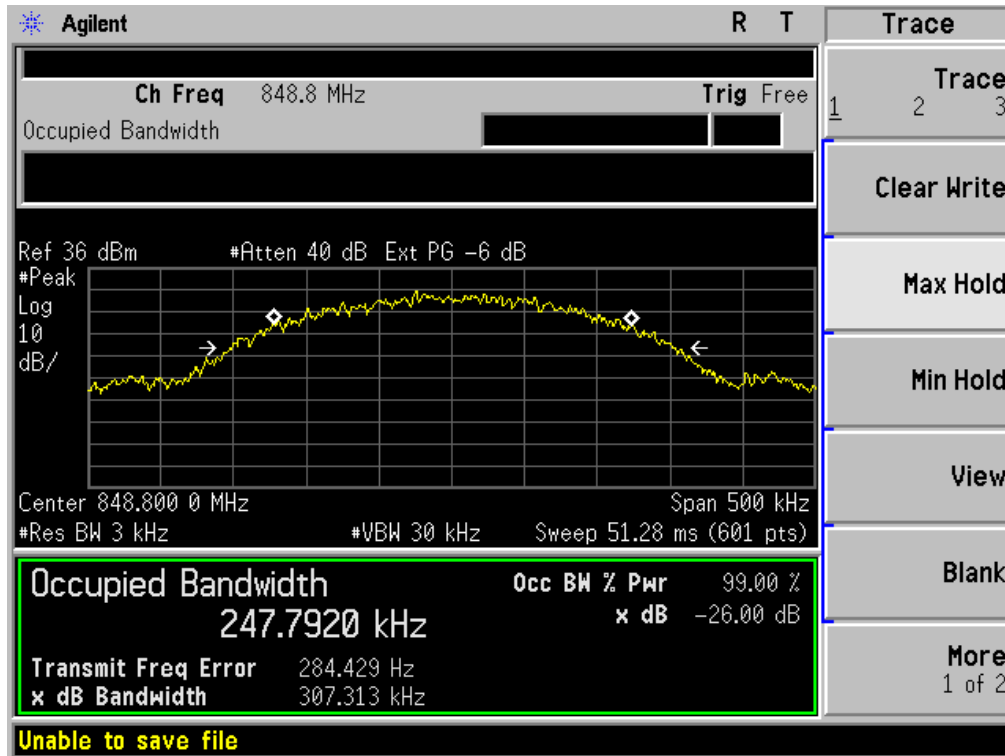 Agilent R T Trace
Ch Freq 848.8 MHz Trig Free
Occupied Bandwidth
Trace
1 2 3
Clear Write
Max Hold
Min Hold
View
Blank
More
1 of 2
Ref 36 dBm #Atten 40 dB Ext PG -6 dB
#Peak
Log
10
dB/
Center 848.800 0 MHz Span 500 kHz
#Res BW 3 kHz #VBW 30 kHz Sweep 51.28 ms (601 pts)
Occupied Bandwidth Occ BW % Pwr 99.00 %
247.7920 kHz x dB -26.00 dB
Transmit Freq Error 284.429 Hz
x dB Bandwidth 307.313 kHz
Unable to save file